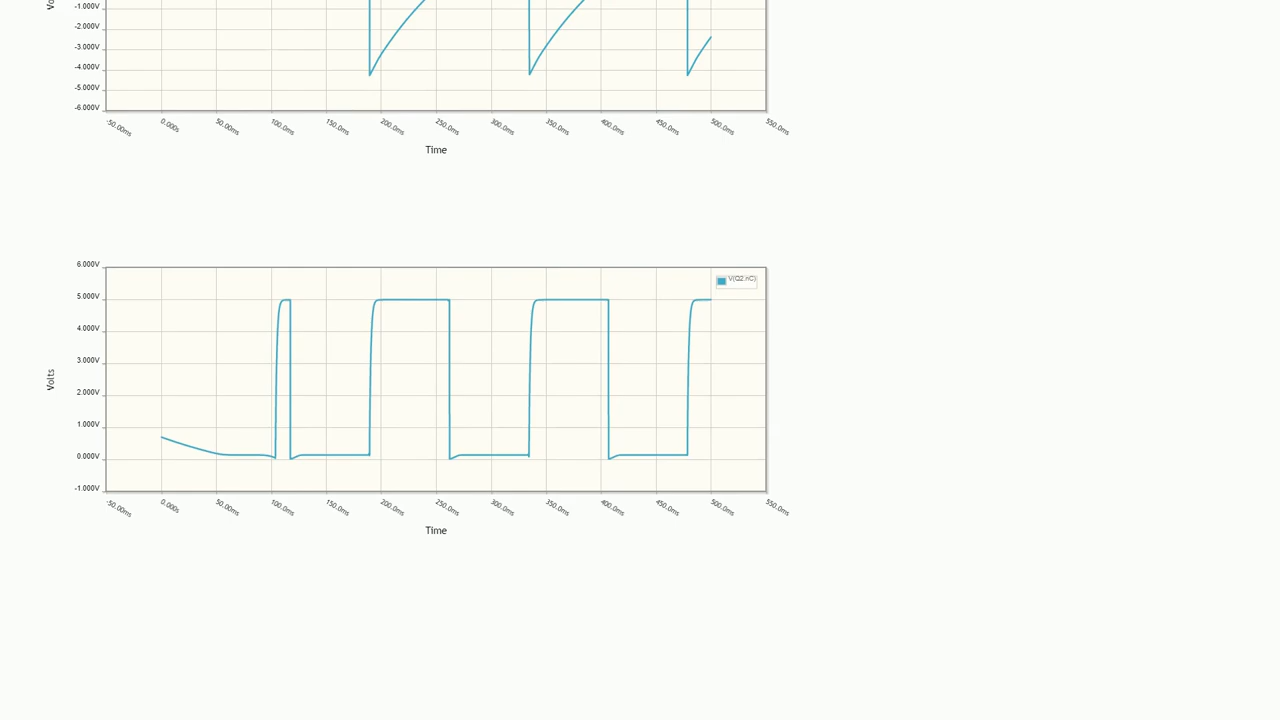 Vo
-1.000V
-2.000V
-3.000V
-4.000V
-5.000V
-6.000V
-50.00ms 0.000s 50.00ms 100.0ms 150.0ms 200.0ms 250.0ms 300.0ms 350.0ms 400.0ms 450.0ms 500.0ms 550.0ms
Time
6.000V
V(Q2.nC)
5.000V
4.000V
3.000V
Volts
2.000V
1.000V
0.000V
-1.000V
-50.00ms 0.000s 50.00ms 100.0ms 150.0ms 200.0ms 250.0ms 300.0ms 350.0ms 400.0ms 450.0ms 500.0ms 550.0ms
Time